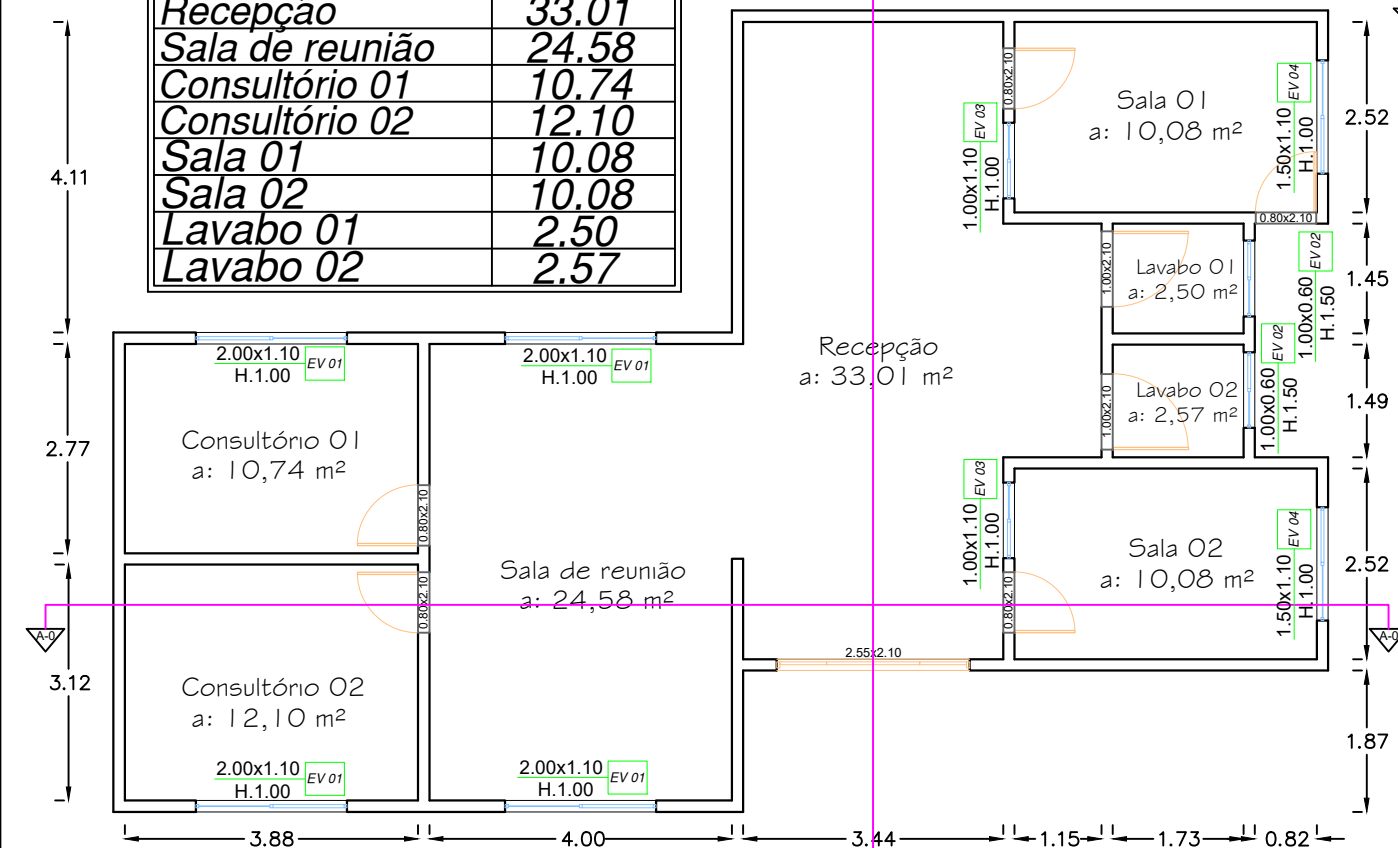 Recepção 33.01
Sala de reunião 24.58
Consultório 01 10.74
Consultório 02 12.10
Sala 01 10.08
Sala 02 10.08
Lavabo 01 2.50
Lavabo 02 2.57
4.11
2.77
3.12
0.80x2.10
Sala 01
a: 10,08 m²
1.00x1.10
H.1.00
EV 03
1.50x1.10
H.1.00
EV 04
0.80x2.10
2.52
1.00x2.10
Lavabo 01
a: 2,50 m²
1.00x0.60
H.1.50
EV 02
1.45
1.00x2.10
Lavabo 02
a: 2,57 m²
1.00x0.60
H.1.50
EV 02
1.49
2.00x1.10
H.1.00
EV 01
2.00x1.10
H.1.00
EV 01
Recepção
a: 33,01 m²
Consultório 01
a: 10,74 m²
0.80x2.10
1.00x1.10
H.1.00
EV 03
Sala 02
a: 10,08 m²
1.50x1.10
H.1.00
EV 04
2.52
Sala de reunião
a: 24,58 m²
0.80x2.10
0.80x2.10
A-0
A-0
2.55x2.10
Consultório 02
a: 12,10 m²
1.87
2.00x1.10
H.1.00
EV 01
2.00x1.10
H.1.00
EV 01
3.88 4.00 3.44 1.15 1.73 0.82